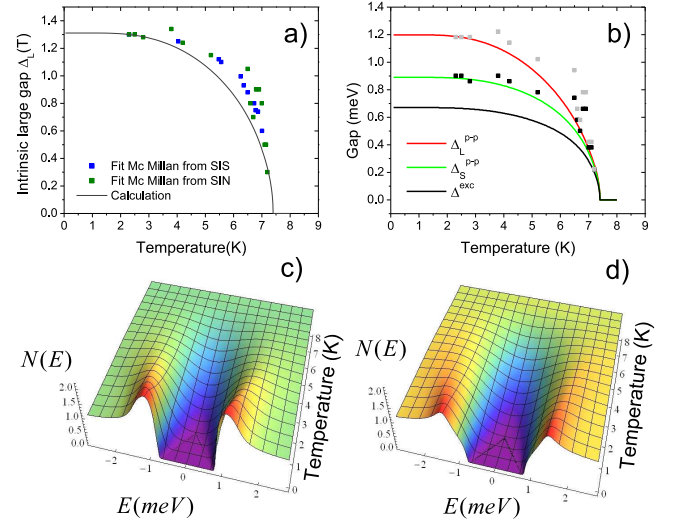 a)
Intrinsic large gap Δ_L(T)
1.4
1.2
1.0
0.8
0.6
0.4
0.2
0.0
Fit Mc Millan from SIS
Fit Mc Millan from SIN
Calculation
0 1 2 3 4 5 6 7 8 9
Temperature(K)
b)
Gap (meV)
1.4
1.2
1.0
0.8
0.6
0.4
0.2
0.0
Δ_L^p-p
Δ_S^p-p
Δ^exc
0 1 2 3 4 5 6 7 8 9
Temperature (K)
c)
N(E)
2.0
1.5
1.0
0.5
0.0
−2 −1 0 1 2
E(meV)
0 1 2 3 4 5 6 7 8
Temperature (K)
d)
N(E)
2.0
1.5
1.0
0.5
0.0
−2 −1 0 1 2
E(meV)
0 1 2 3 4 5 6 7 8
Temperature (K)